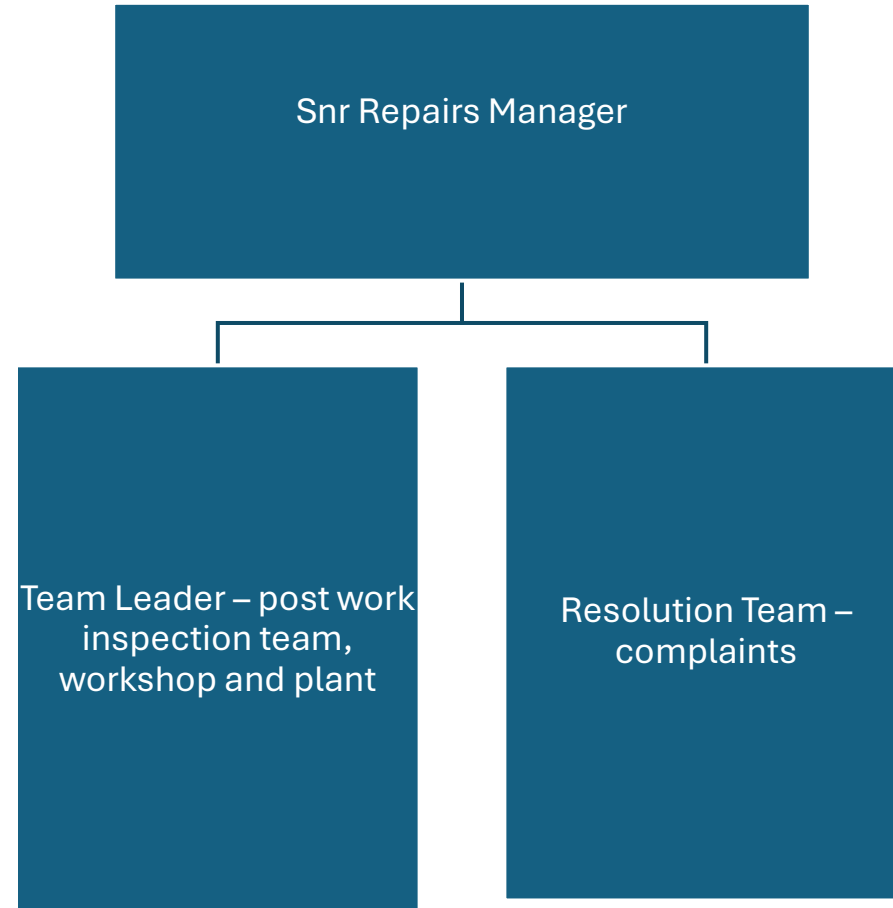 Snr Repairs Manager
Team Leader – post work
inspection team,
workshop and plant
Resolution Team –
complaints